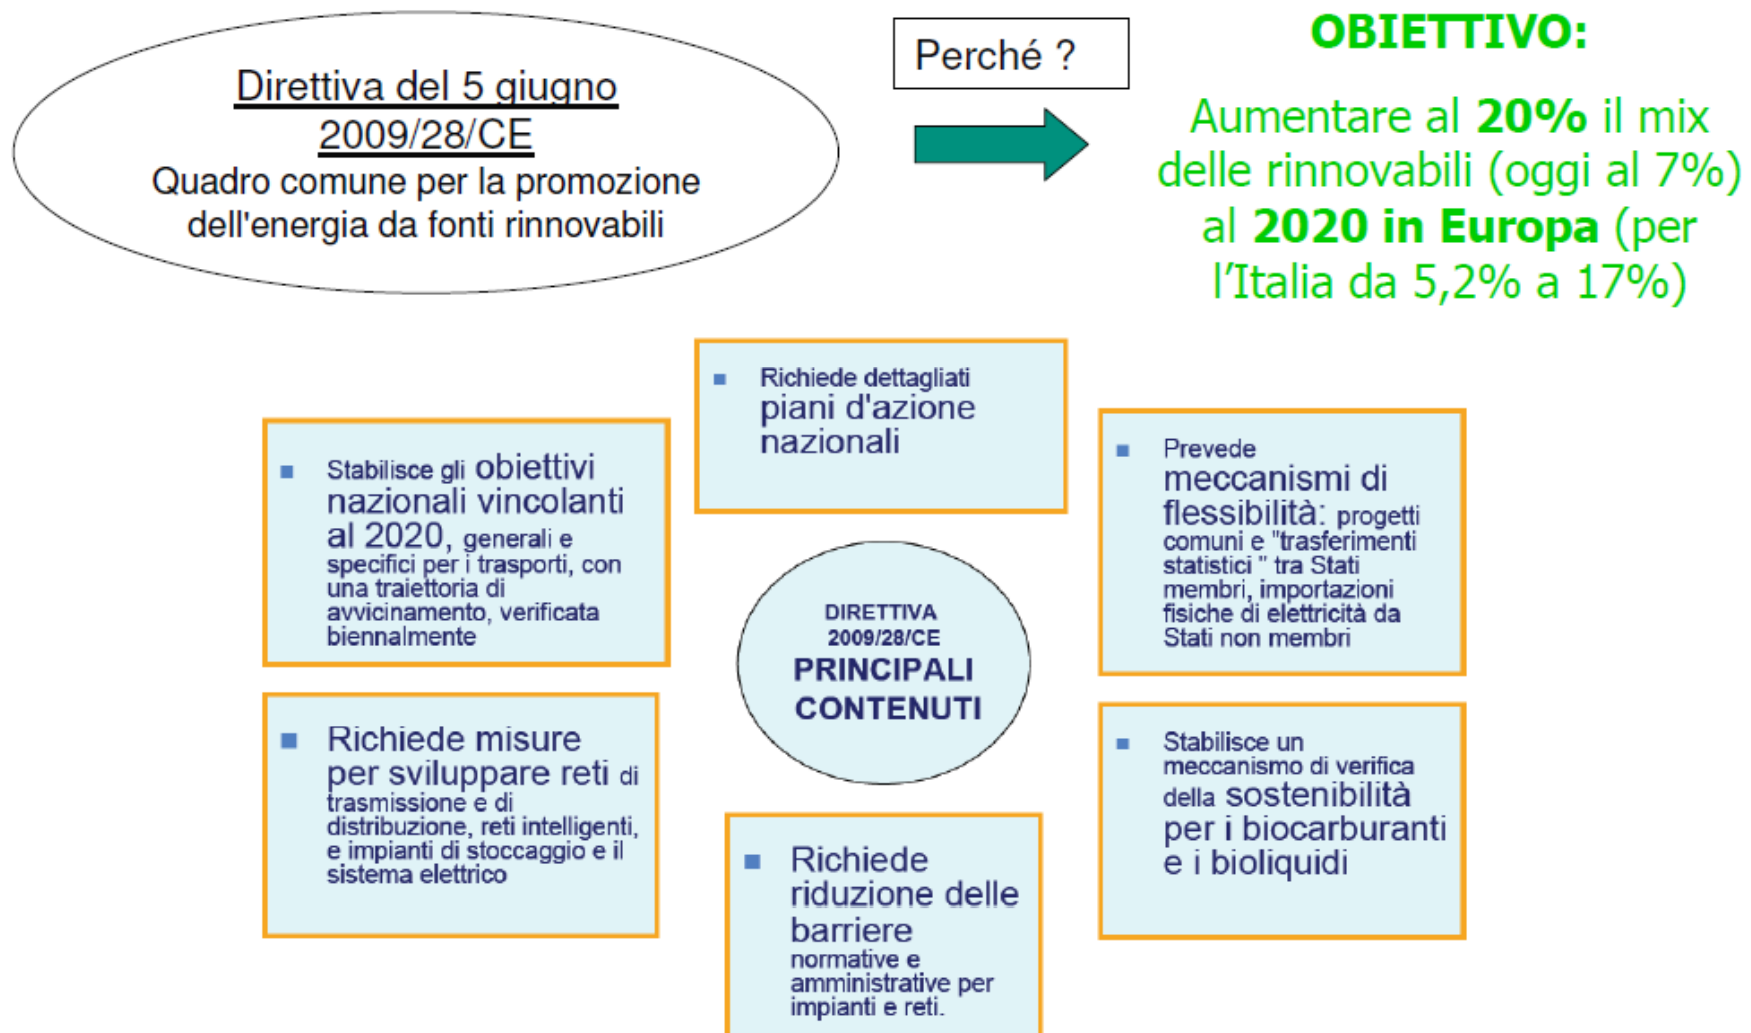 Direttiva del 5 giugno
2009/28/CE
Quadro comune per la promozione
dell'energia da fonti rinnovabili
Perché ?
OBIETTIVO:
Aumentare al 20% il mix
delle rinnovabili (oggi al 7%)
al 2020 in Europa (per
l'Italia da 5,2% a 17%)
Richiede dettagliati
piani d'azione
nazionali
Stabilisce gli obiettivi
nazionali vincolanti
al 2020, generali e
specifici per i trasporti, con
una traiettoria di
avvicinamento, verificata
biennalmente
Prevede
meccanismi di
flessibilità: progetti
comuni e "trasferimenti
statistici " tra Stati
membri, importazioni
fisiche di elettricità da
Stati non membri
DIRETTIVA
2009/28/CE
PRINCIPALI
CONTENUTI
Richiede misure
per sviluppare reti di
trasmissione e di
distribuzione, reti intelligenti,
e impianti di stoccaggio e il
sistema elettrico
Stabilisce un
meccanismo di verifica
della sostenibilità
per i biocarburanti
e i bioliquidi
Richiede
riduzione delle
barriere
normative e
amministrative per
impianti e reti.